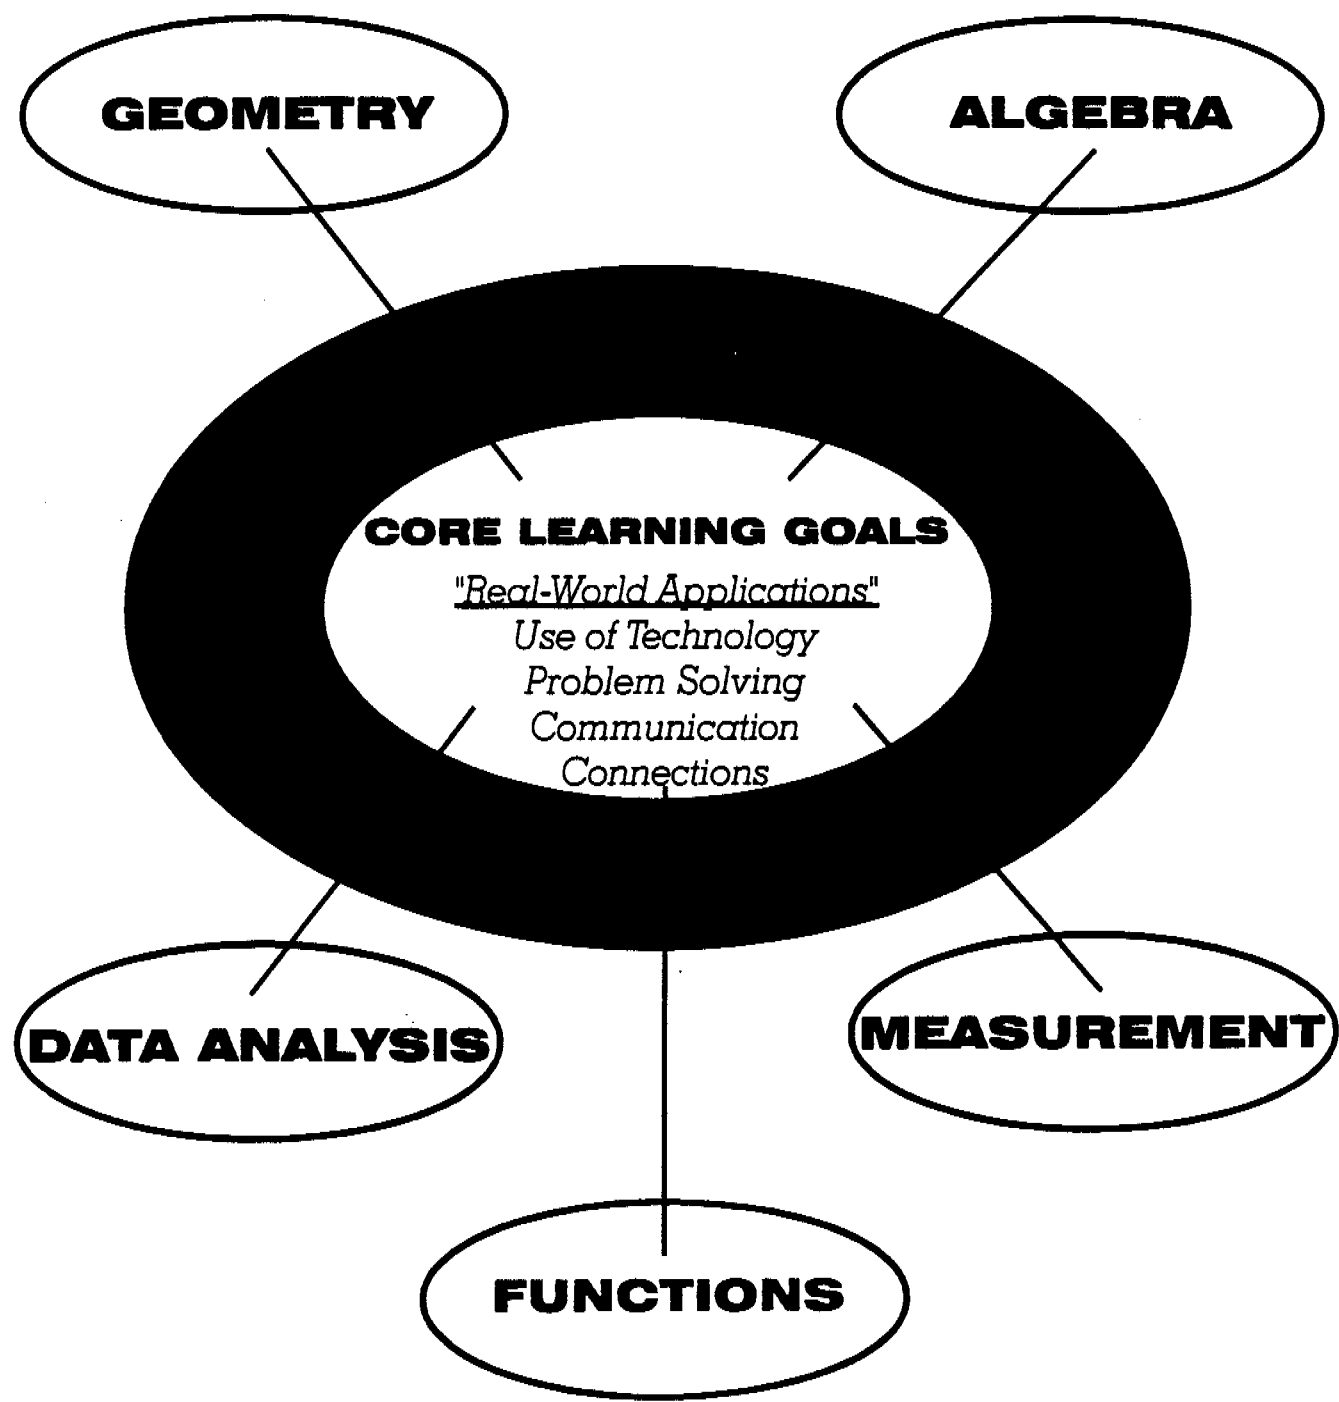 GEOMETRY
ALGEBRA
CORE LEARNING GOALS
"Real-World Applications"
Use of Technology
Problem Solving
Communication
Connections
DATA ANALYSIS
MEASUREMENT
FUNCTIONS